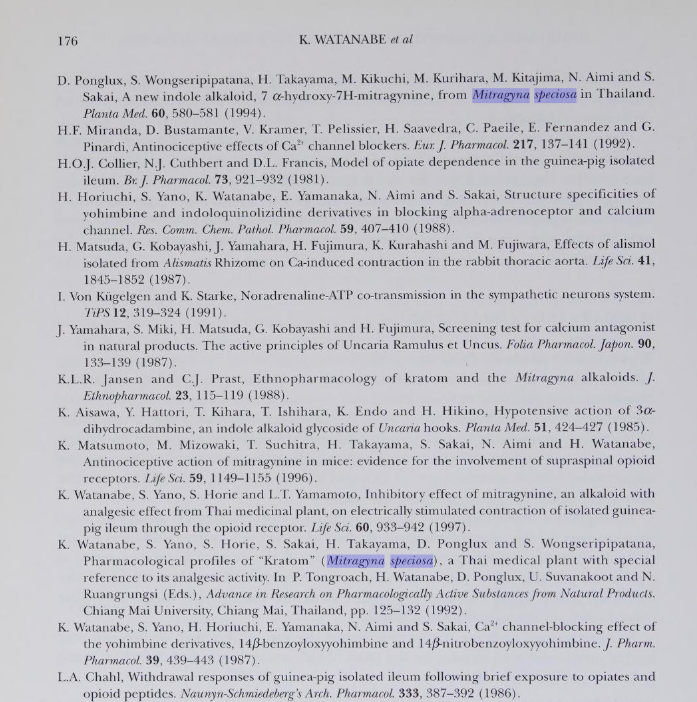 176
K. WATANABE et al
D. Ponglux, S. Wongseripipatana, H. Takayama, M. Kikuchi, M. Kurihara, M. Kitajima, N. Aimi and S.
Sakai, A new indole alkaloid, 7 α-hydroxy-7H-mitragynine, from Mitragyna speciosa in Thailand.
Planta Med. 60, 580–581 (1994).
H.F. Miranda, D. Bustamante, V. Kramer, T. Pelissier, H. Saavedra, C. Paeile, E. Fernandez and G.
Pinardi, Antinociceptive effects of Ca²⁺ channel blockers. Eur. J. Pharmacol. 217, 137–141 (1992).
H.O.J. Collier, N.J. Cuthbert and D.L. Francis, Model of opiate dependence in the guinea-pig isolated
ileum. Br. J. Pharmacol. 73, 921–932 (1981).
H. Horiuchi, S. Yano, K. Watanabe, E. Yamanaka, N. Aimi and S. Sakai, Structure specificities of
yohimbine and indoloquinolizidine derivatives in blocking alpha-adrenoceptor and calcium
channel. Res. Comm. Chem. Pathol. Pharmacol. 59, 407–410 (1988).
H. Matsuda, G. Kobayashi, J. Yamahara, H. Fujimura, K. Kurahashi and M. Fujiwara, Effects of alismol
isolated from Alismatis Rhizome on Ca-induced contraction in the rabbit thoracic aorta. Life Sci. 41,
1845–1852 (1987).
I. Von Kügelgen and K. Starke, Noradrenaline-ATP co-transmission in the sympathetic neurons system.
TiPS 12, 319–324 (1991).
J. Yamahara, S. Miki, H. Matsuda, G. Kobayashi and H. Fujimura, Screening test for calcium antagonist
in natural products. The active principles of Uncaria Ramulus et Uncus. Folia Pharmacol. Japon. 90,
133–139 (1987).
K.L.R. Jansen and C.J. Prast, Ethnopharmacology of kratom and the Mitragyna alkaloids. J.
Ethnopharmacol. 23, 115–119 (1988).
K. Aisawa, Y. Hattori, T. Kihara, T. Ishihara, K. Endo and H. Hikino, Hypotensive action of 3α-
dihydrocadambine, an indole alkaloid glycoside of Uncaria hooks. Planta Med. 51, 424–427 (1985).
K. Matsumoto, M. Mizowaki, T. Suchitra, H. Takayama, S. Sakai, N. Aimi and H. Watanabe,
Antinociceptive action of mitragynine in mice: evidence for the involvement of supraspinal opioid
receptors. Life Sci. 59, 1149–1155 (1996).
K. Watanabe, S. Yano, S. Horie and L.T. Yamamoto, Inhibitory effect of mitragynine, an alkaloid with
analgesic effect from Thai medicinal plant, on electrically stimulated contraction of isolated guinea-
pig ileum through the opioid receptor. Life Sci. 60, 933–942 (1997).
K. Watanabe, S. Yano, S. Horie, S. Sakai, H. Takayama, D. Ponglux and S. Wongseripipatana,
Pharmacological profiles of “Kratom” (Mitragyna speciosa), a Thai medical plant with special
reference to its analgesic activity. In P. Tongroach, H. Watanabe, D. Ponglux, U. Suvanakoot and N.
Ruangrungsi (Eds.), Advance in Research on Pharmacologically Active Substances from Natural Products.
Chiang Mai University, Chiang Mai, Thailand, pp. 125–132 (1992).
K. Watanabe, S. Yano, H. Horiuchi, E. Yamanaka, N. Aimi and S. Sakai, Ca²⁺ channel-blocking effect of
the yohimbine derivatives, 14β-benzoyloxyyohimbine and 14β-nitrobenzoyloxyyohimbine. J. Pharm.
Pharmacol. 39, 439–443 (1987).
L.A. Chahl, Withdrawal responses of guinea-pig isolated ileum following brief exposure to opiates and
opioid peptides. Naunyn-Schmiedeberg’s Arch. Pharmacol. 333, 387–392 (1986).